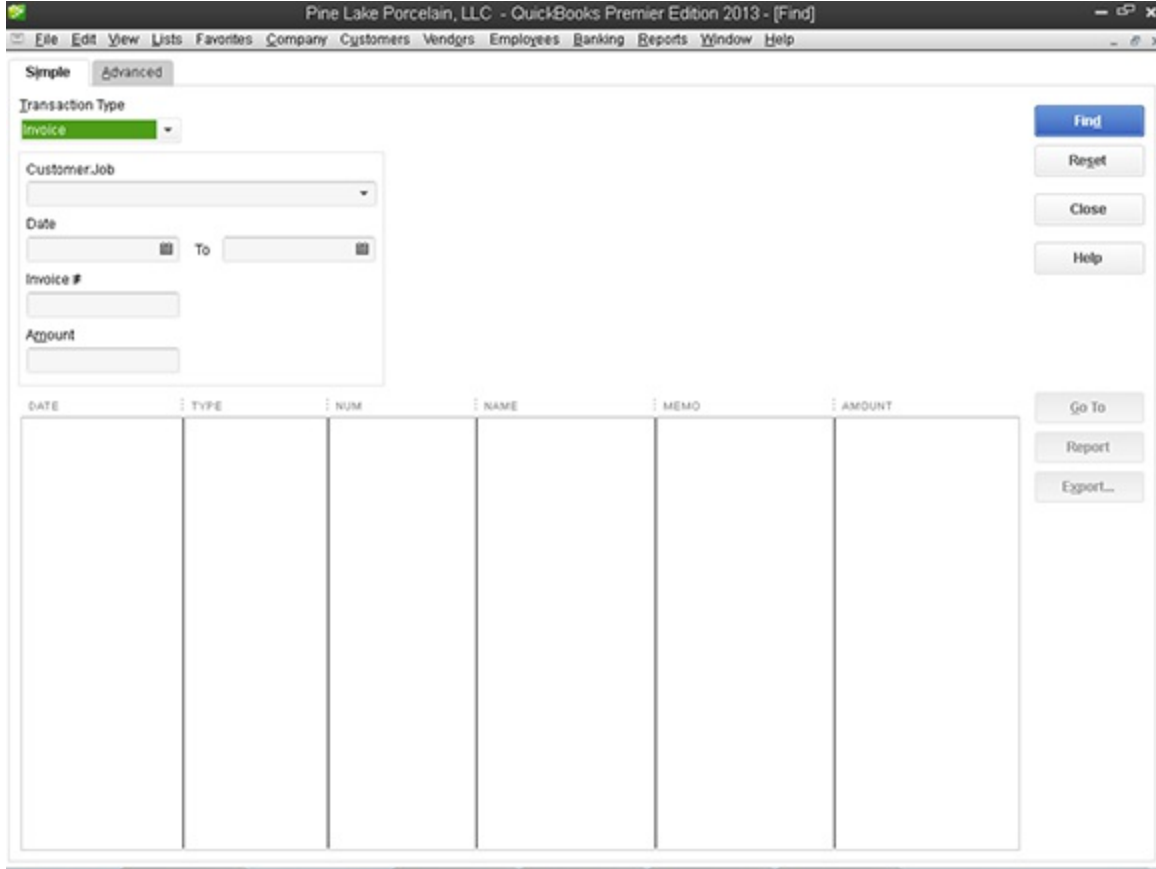 Pine Lake Porcelain, LLC - QuickBooks Premier Edition 2013 - [Find]
File Edit View Lists Favorites Company Customers Vendors Employees Banking Reports Window Help
Simple Advanced
Transaction Type
Invoice
Find
Customer:Job
Reset
Close
Date
To
Help
Invoice #
Amount
DATE TYPE NUM NAME MEMO AMOUNT
Go To
Report
Export...